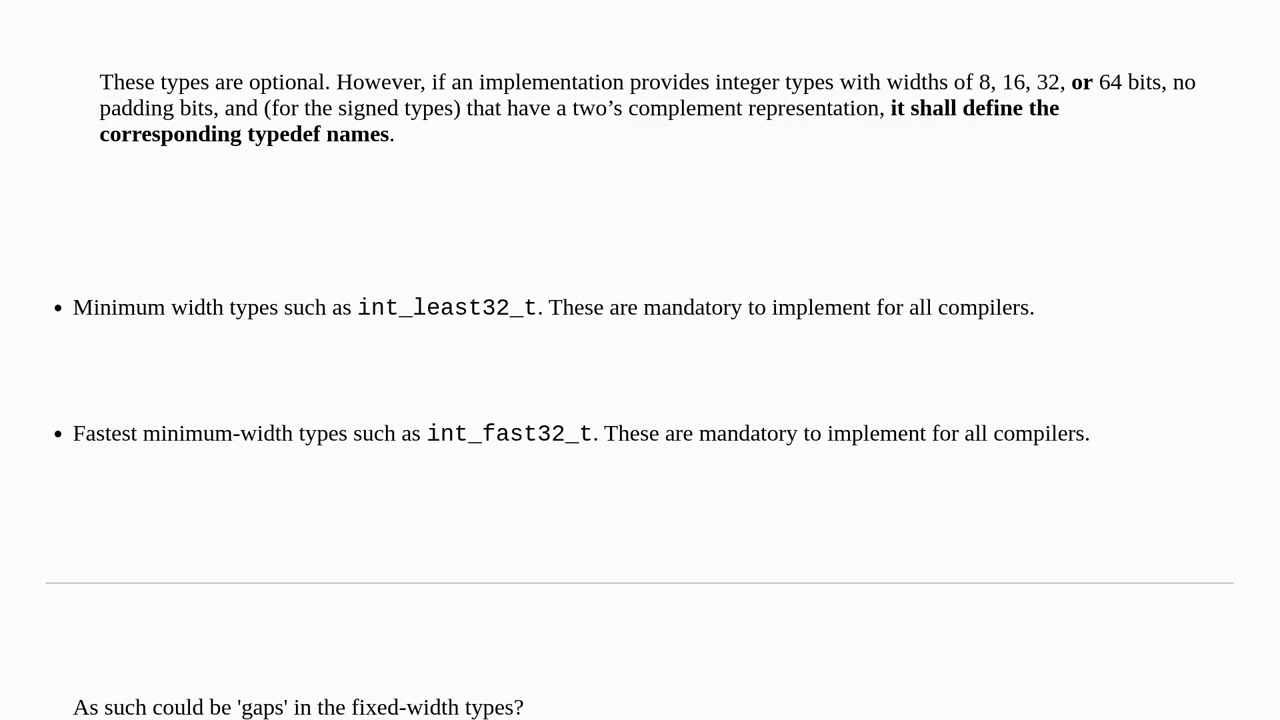 These types are optional. However, if an implementation provides integer types with widths of 8, 16, 32, or 64 bits, no
padding bits, and (for the signed types) that have a two’s complement representation, it shall define the
corresponding typedef names.
• Minimum width types such as int_least32_t. These are mandatory to implement for all compilers.
• Fastest minimum-width types such as int_fast32_t. These are mandatory to implement for all compilers.
As such could be 'gaps' in the fixed-width types?